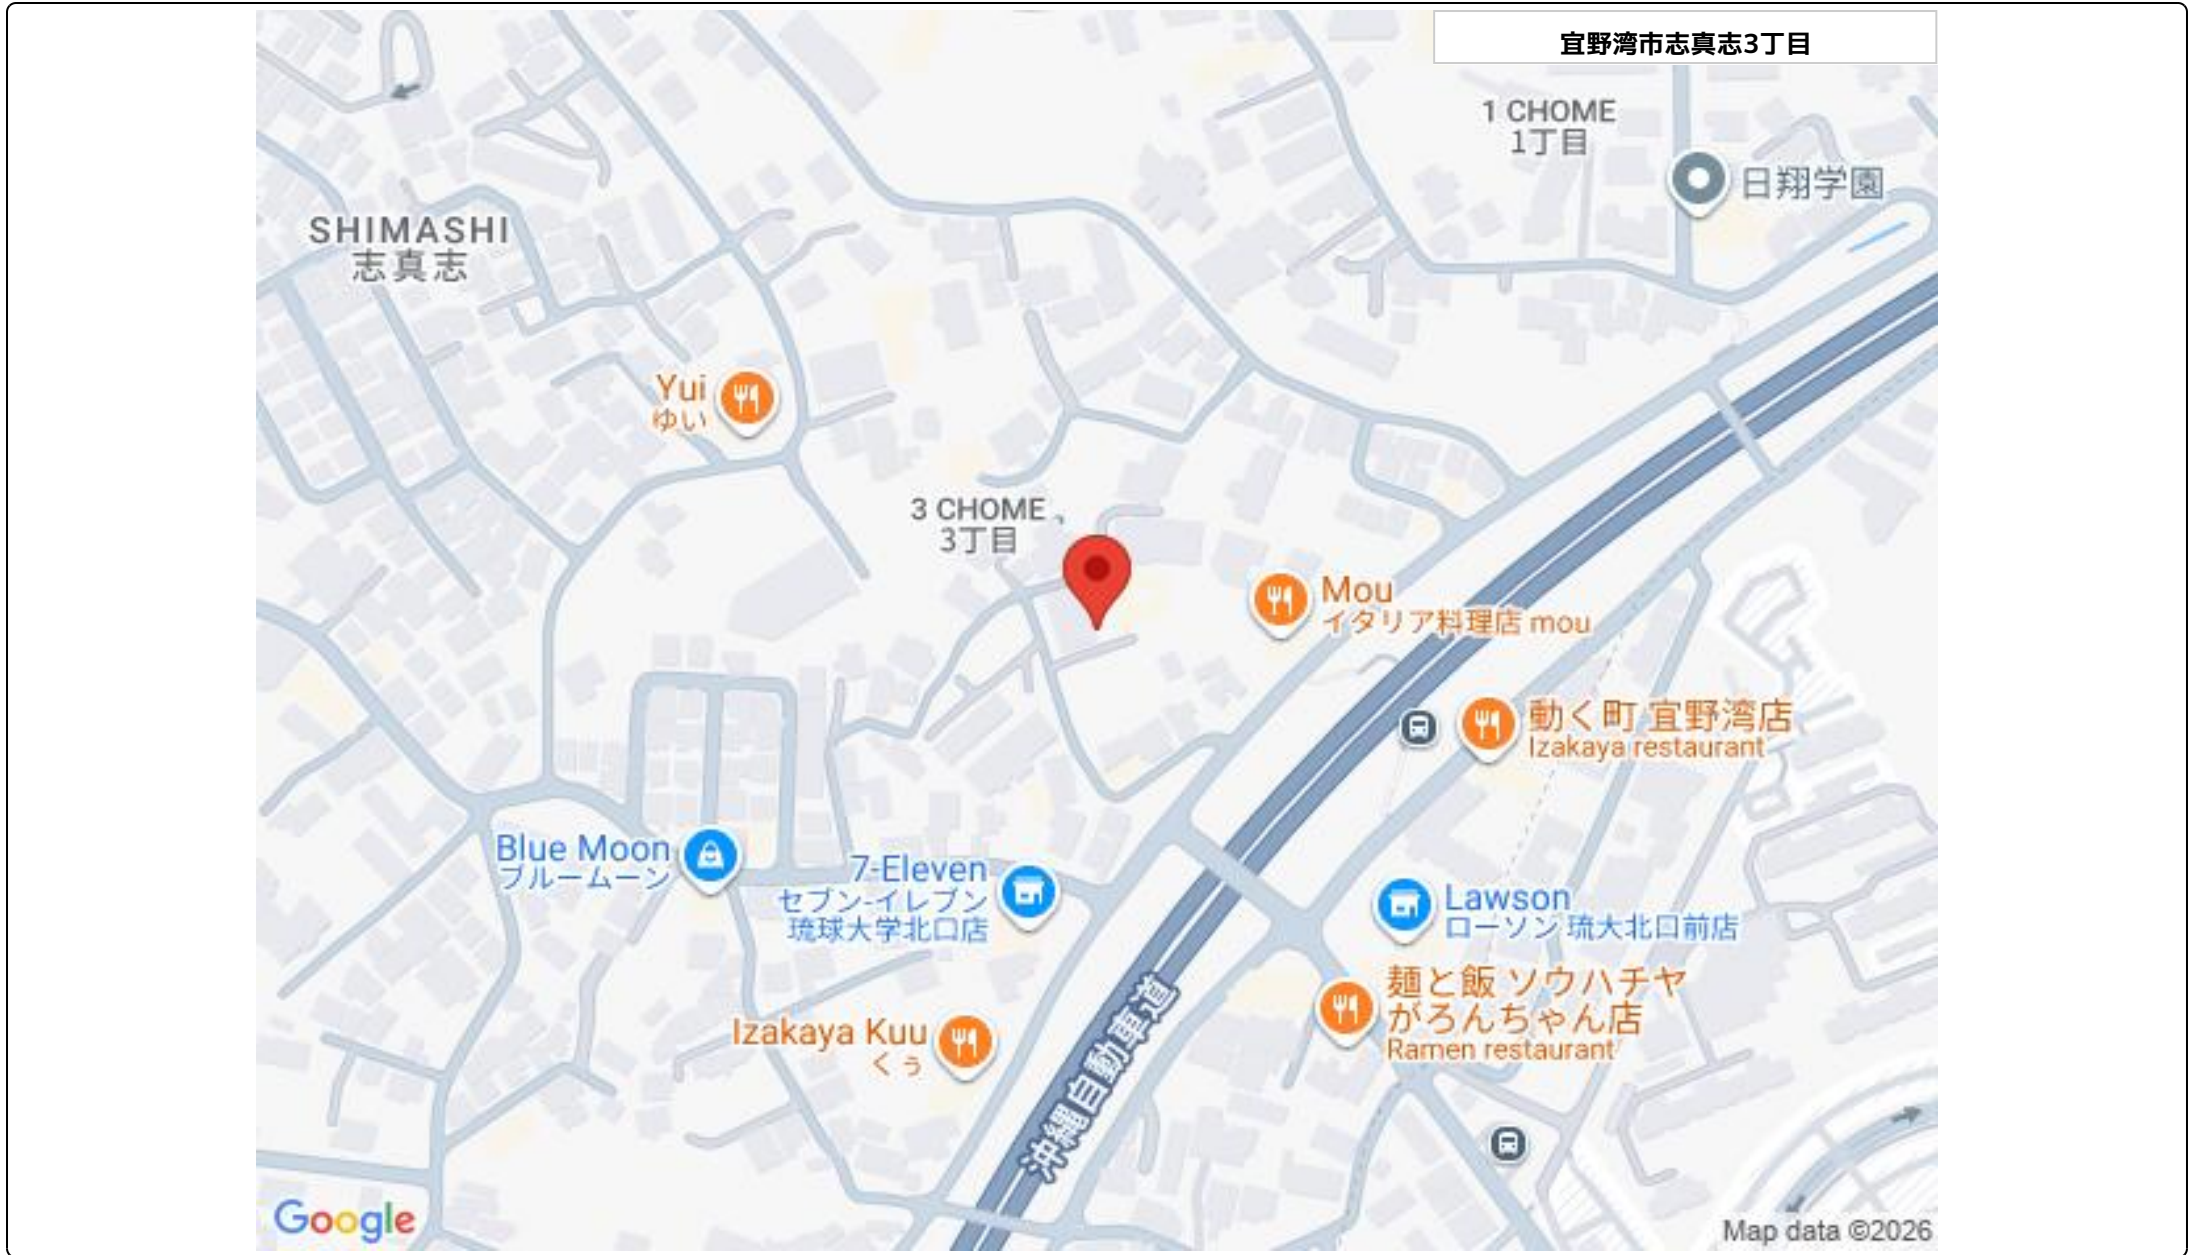 宜野湾市志真志3丁目
1 CHOME
1丁目
日翔学園
SHIMASHI
志真志
Yui
ゆい
3 CHOME
3丁目
Mou
イタリア料理店 mou
動く町 宜野湾店
Izakaya restaurant
Blue Moon
ブルームーン
7-Eleven
セブン-イレブン
琉球大学北口店
Lawson
ローソン 琉大北口前店
麺と飯 ソウハチヤ
がろんちゃん店
Ramen restaurant
Izakaya Kuu
くぅ
沖縄自動車道
Google
Map data ©2026